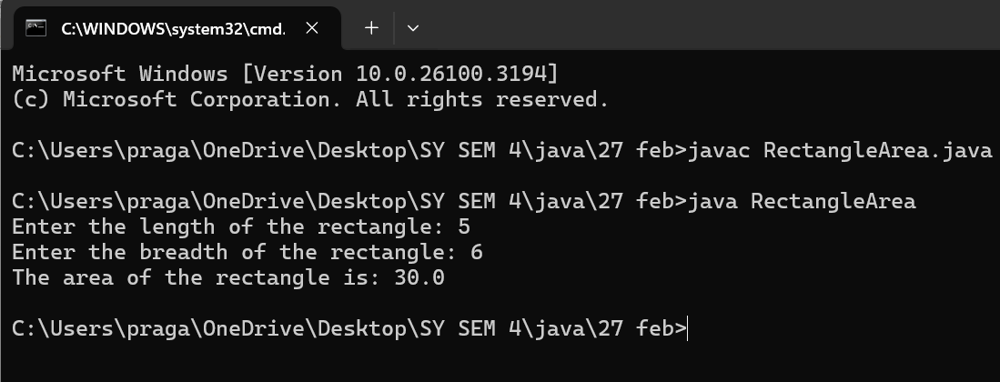 C:\WINDOWS\system32\cmd.
Microsoft Windows [Version 10.0.26100.3194]
(c) Microsoft Corporation. All rights reserved.
C:\Users\praga\OneDrive\Desktop\SY SEM 4\java\27 feb>javac RectangleArea.java
C:\Users\praga\OneDrive\Desktop\SY SEM 4\java\27 feb>java RectangleArea
Enter the length of the rectangle: 5
Enter the breadth of the rectangle: 6
The area of the rectangle is: 30.0
C:\Users\praga\OneDrive\Desktop\SY SEM 4\java\27 feb>